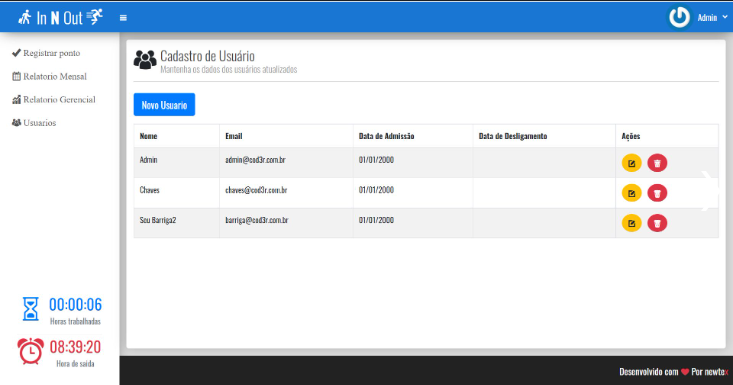 In N Out
Admin
Registrar ponto
Relatorio Mensal
Relatorio Gerencial
Usuarios
00:00:06
Horas trabalhadas
08:39:20
Hora de saída
Cadastro de Usuário
Mantenha os dados dos usuários atualizados
Novo Usuario
Nome Email Data de Admissão Data de Desligamento Ações
Admin admin@cod3r.com.br 01/01/2000
Chaves chaves@cod3r.com.br 01/01/2000
Seu Barriga2 barriga@cod3r.com.br 01/01/2000
Desenvolvido com ❤ Por newtox